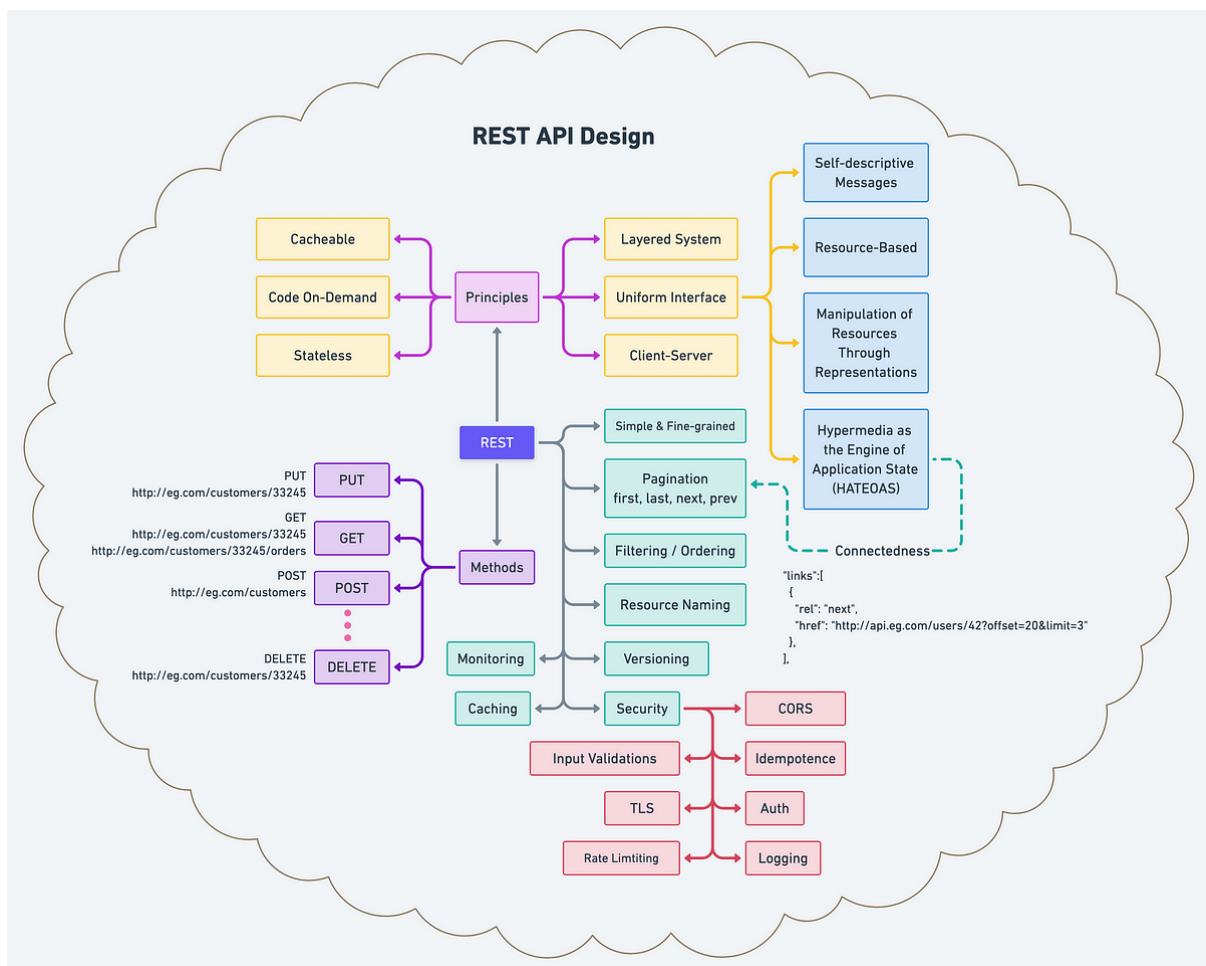 REST API Design
Self-descriptive
Messages
Cacheable
Layered System
Resource-Based
Code On-Demand
Principles
Uniform Interface
Manipulation of
Resources
Through
Representations
Stateless
Client-Server
Simple & Fine-grained
Hypermedia as
the Engine of
Application State
(HATEOAS)
REST
PUT
http://eg.com/customers/33245
PUT
Pagination
first, last, next, prev
GET
http://eg.com/customers/33245
http://eg.com/customers/33245/orders
GET
Filtering / Ordering
Connectedness
Methods
POST
http://eg.com/customers
POST
"links":[
{
"rel": "next",
"href": "http://api.eg.com/users/42?offset=20&limit=3"
},
],
Resource Naming
DELETE
http://eg.com/customers/33245
DELETE
Monitoring
Versioning
Caching
Security
CORS
Input Validations
Idempotence
TLS
Auth
Rate Limtiting
Logging